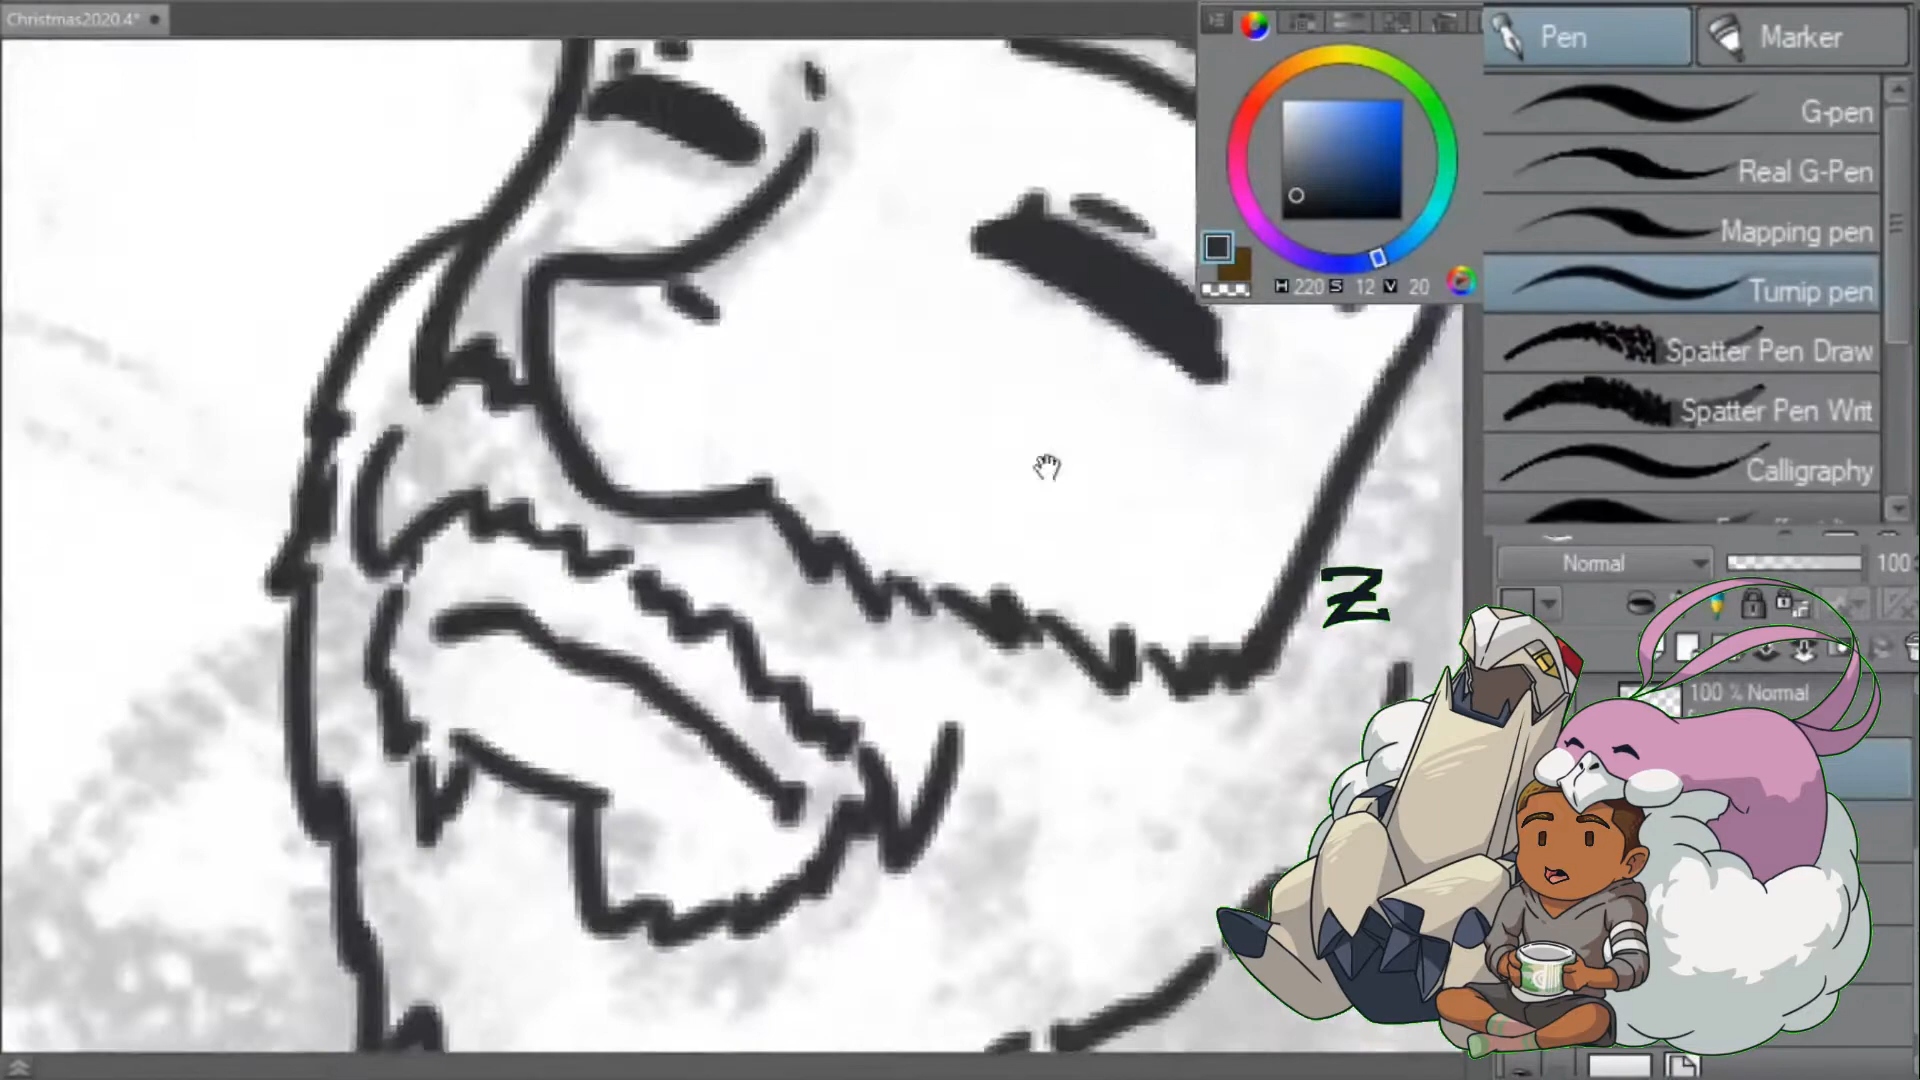 Christmas2020.4*
Pen
Marker
G-pen
Real G-Pen
Mapping pen
Turnip pen
Spatter Pen Draw
Spatter Pen Writ
Calligraphy
H 220 S 12 V 20
Normal
100
100 % Normal
Z